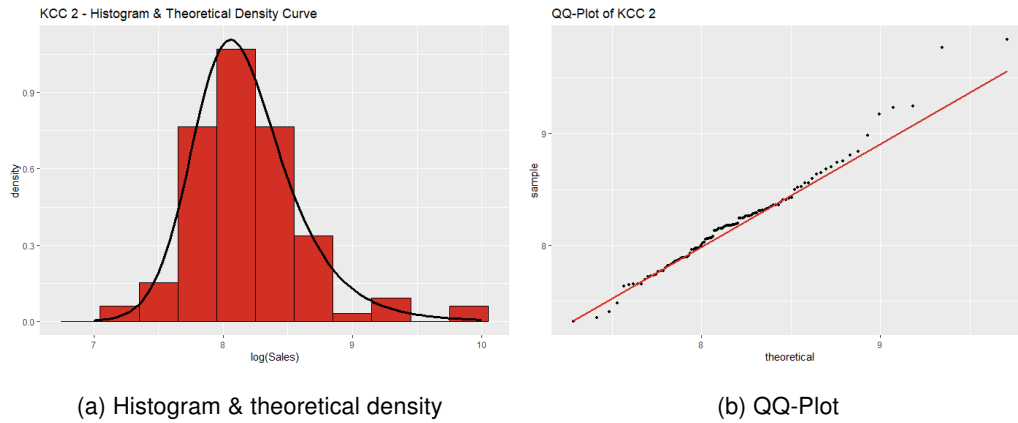 KCC 2 - Histogram & Theoretical Density Curve
density
0.9
0.6
0.3
0.0
7
8
9
10
log(Sales)
(a) Histogram & theoretical density
QQ-Plot of KCC 2
sample
9
8
8
9
theoretical
(b) QQ-Plot